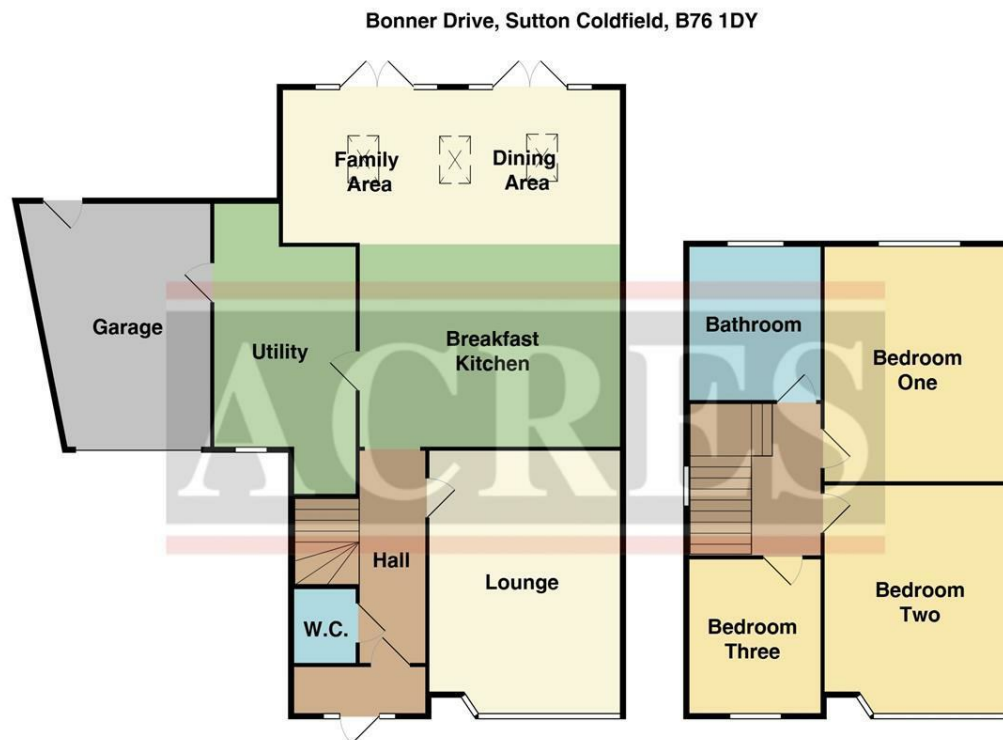 Bonner Drive, Sutton Coldfield, B76 1DY
Family
Area
Dining
Area
Garage
Utility
Breakfast
Kitchen
Bathroom
Bedroom
One
ACRES
Hall
Lounge
W.C.
Bedroom
Two
Bedroom
Three